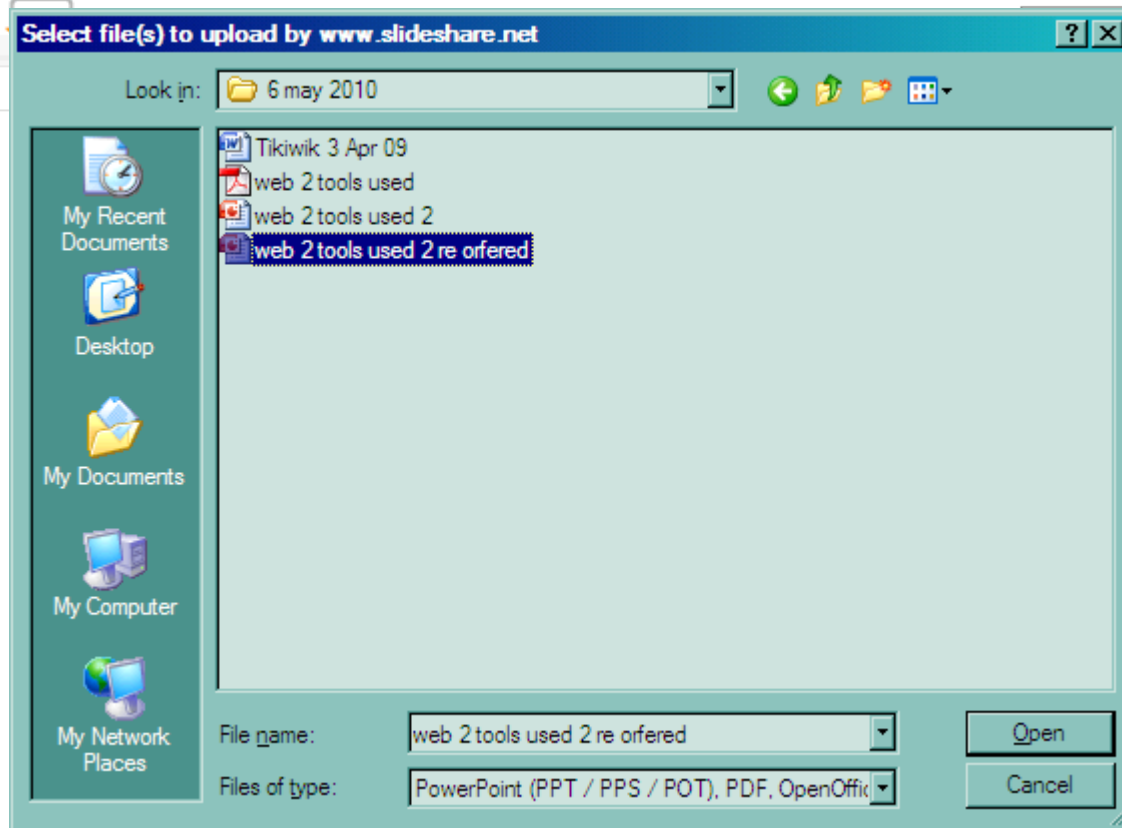 Select file(s) to upload by www.slideshare.net
Look in:
6 may 2010
My Recent
Documents
Desktop
My Documents
My Computer
My Network
Places
Tikiwik 3 Apr 09
web 2 tools used
web 2 tools used 2
web 2 tools used 2 re orfered
File name:
web 2 tools used 2 re orfered
Open
Files of type:
PowerPoint (PPT / PPS / POT), PDF, OpenOffic
Cancel